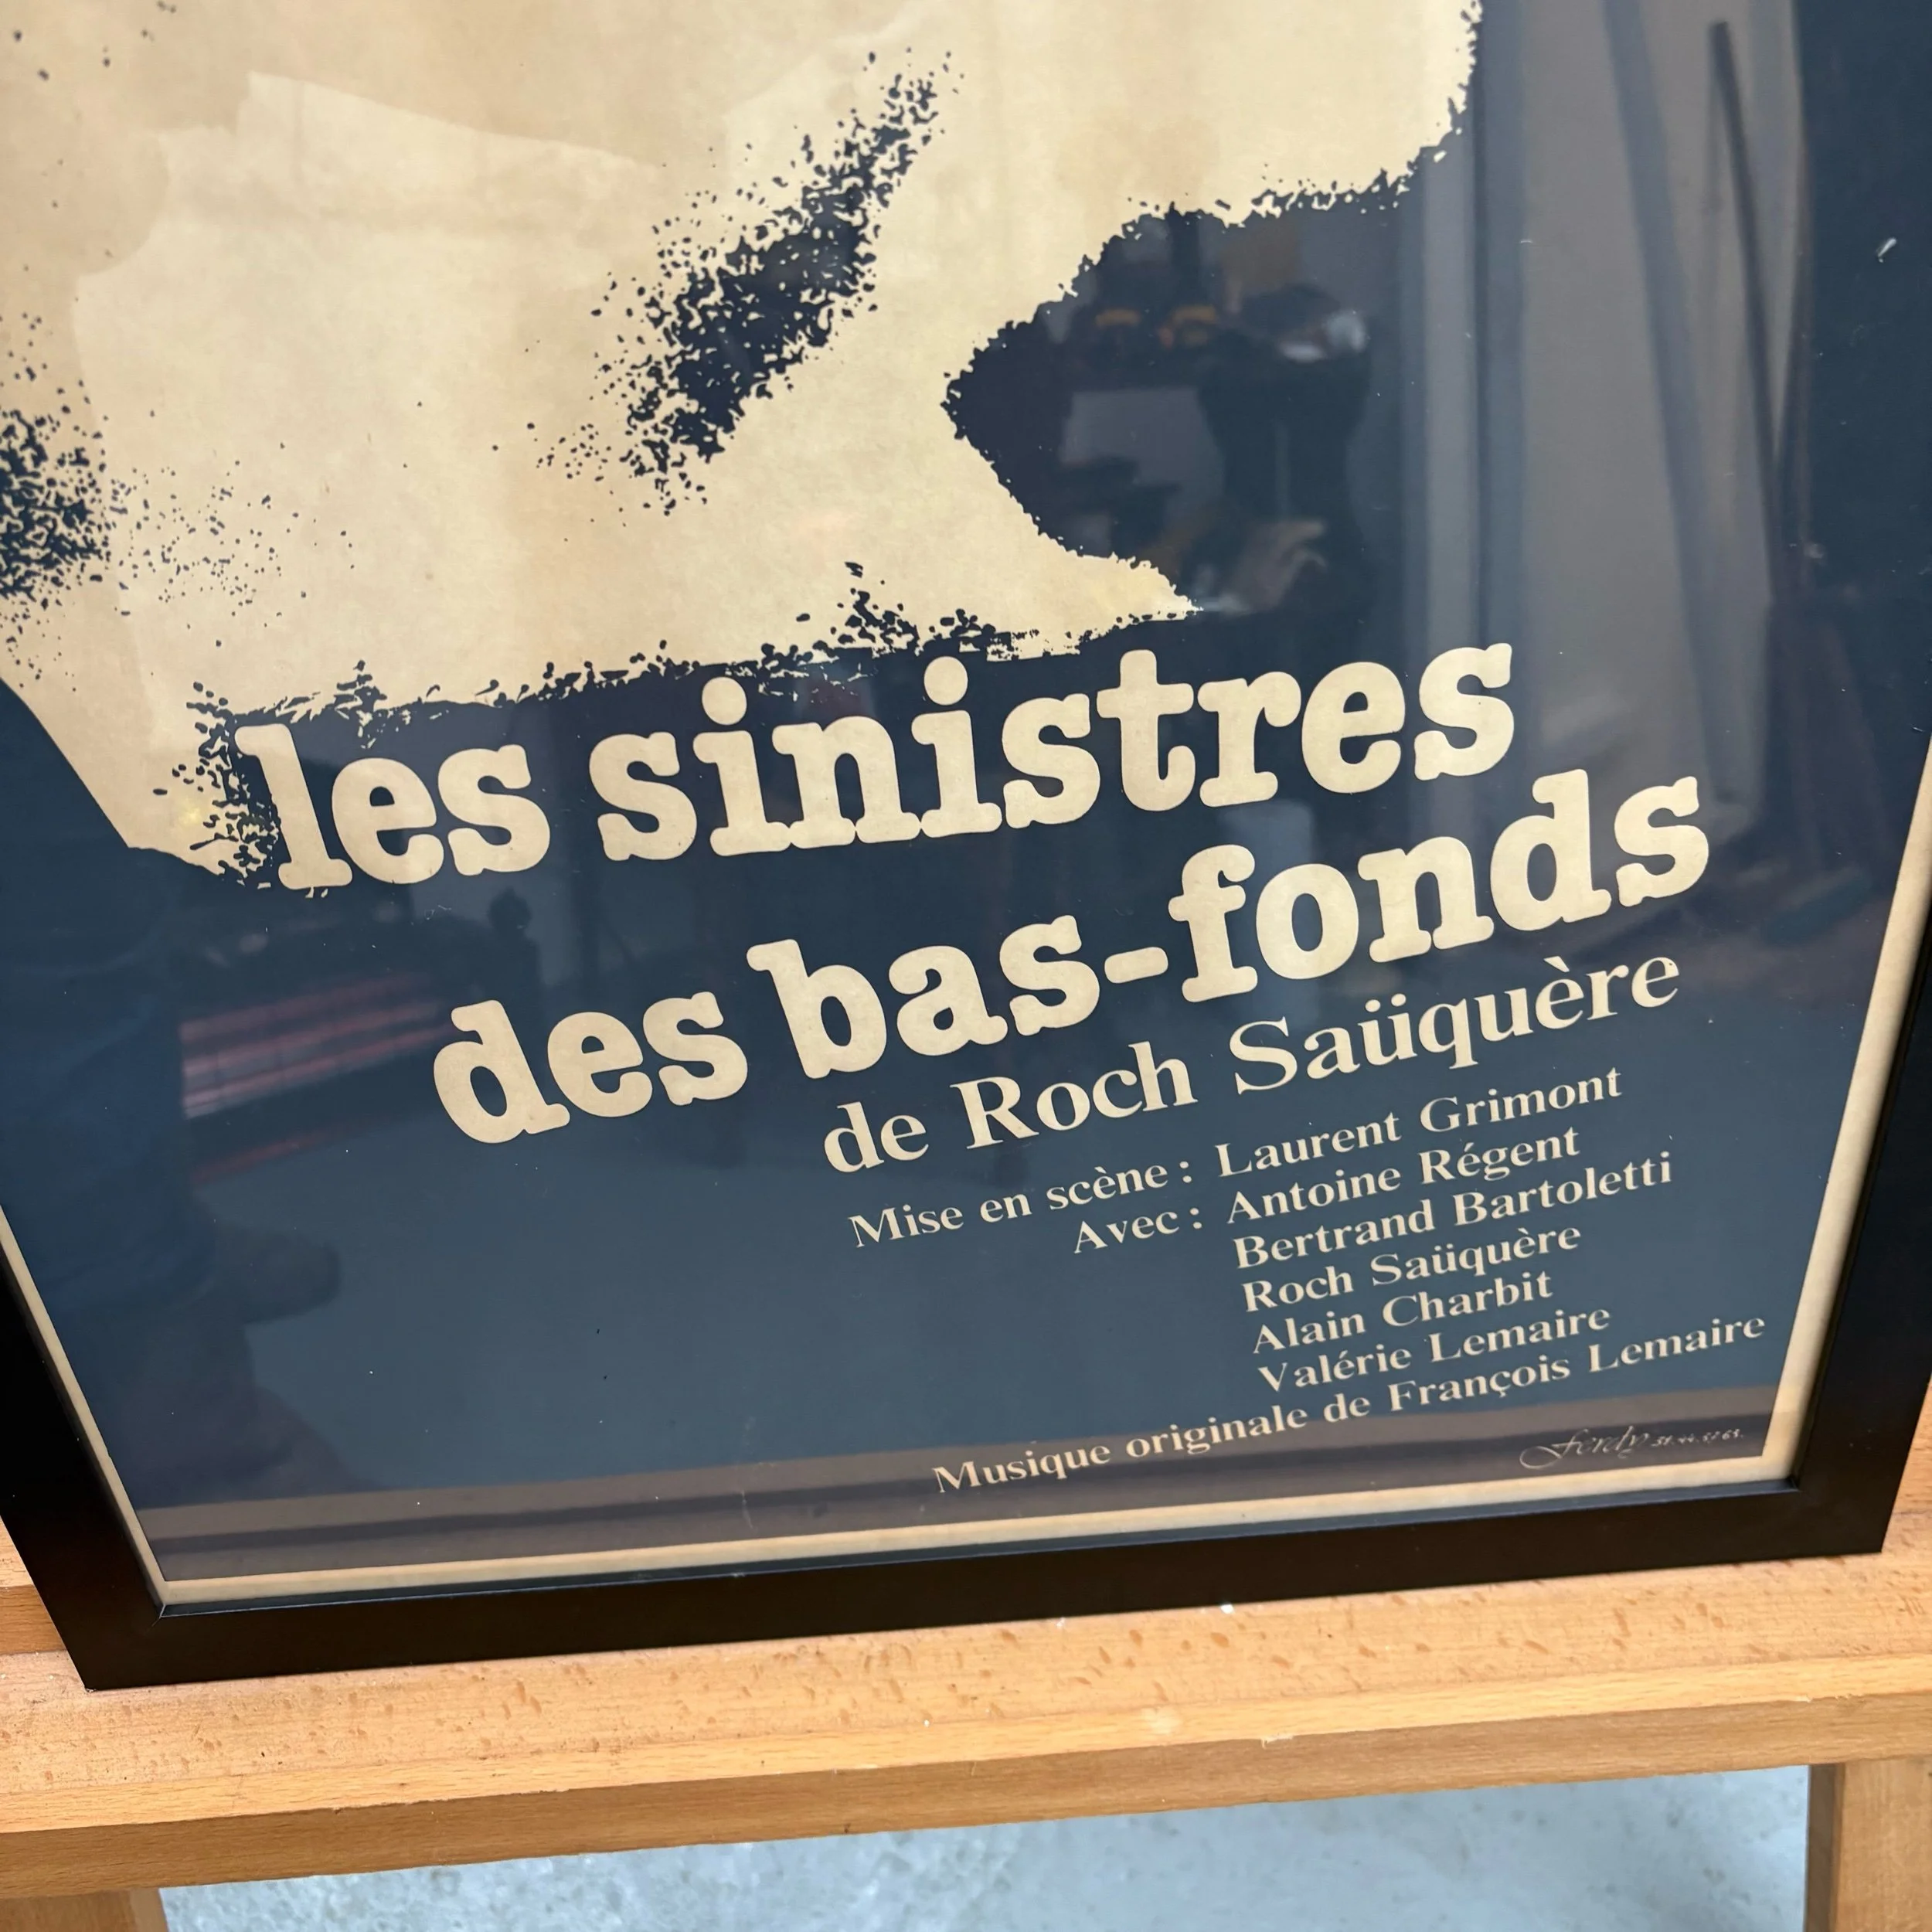 les sinistres
des bas-fonds
de Roch Saüquère
Mise en scène : Laurent Grimont
Avec : Antoine Régent
Bertrand Bartoletti
Roch Saüquère
Alain Charbit
Valérie Lemaire
Musique originale de François Lemaire
ferdy